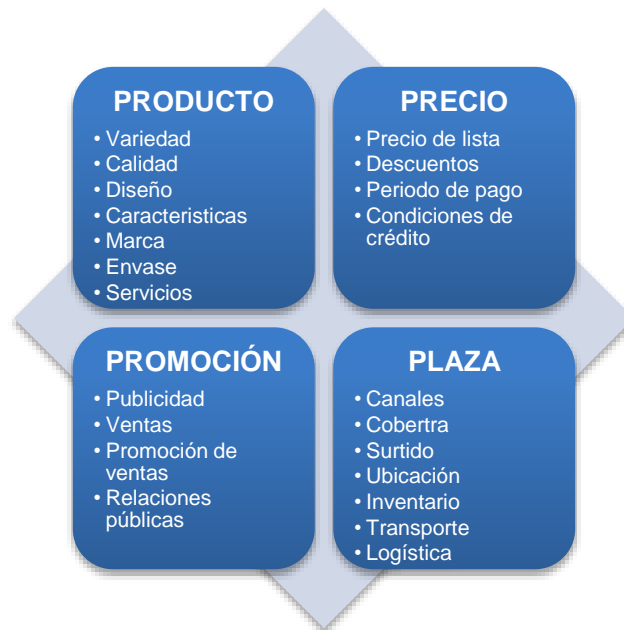 PRODUCTO
• Variedad
• Calidad
• Diseño
• Caracteristicas
• Marca
• Envase
• Servicios
PRECIO
• Precio de lista
• Descuentos
• Periodo de pago
• Condiciones de
crédito
PROMOCIÓN
• Publicidad
• Ventas
• Promoción de
ventas
• Relaciones
públicas
PLAZA
• Canales
• Cobertra
• Surtido
• Ubicación
• Inventario
• Transporte
• Logística